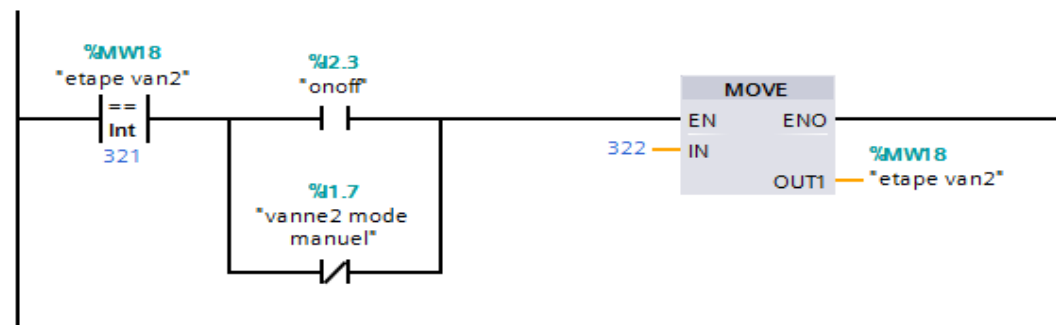 %MW18
"etape van2"
==
Int
321
%I2.3
"onoff"
%I1.7
"vanne2 mode
manuel"
MOVE
EN ENO
322 IN
OUT1
%MW18
"etape van2"